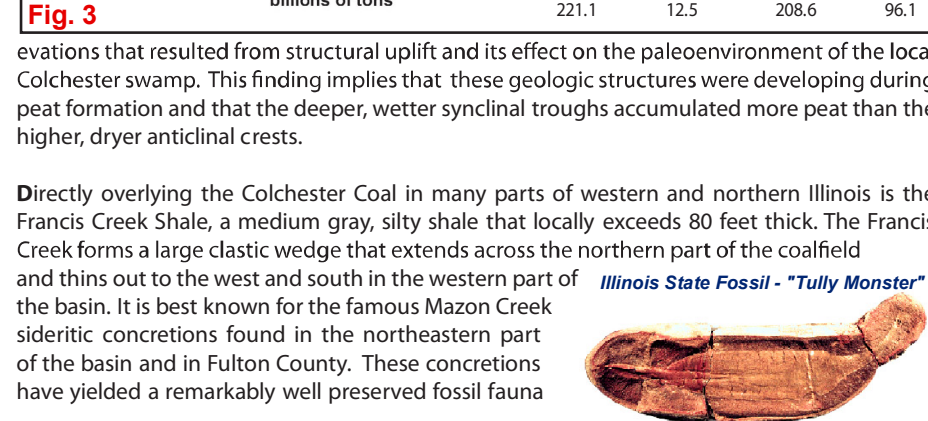 billions of tons
Fig. 3
221.1 12.5 208.6 96.1
evations that resulted from structural uplift and its effect on the paleoenvironment of the loca
Colchester swamp. This finding implies that these geologic structures were developing during
peat formation and that the deeper, wetter synclinal troughs accumulated more peat than the
higher, dryer anticlinal crests.
Directly overlying the Colchester Coal in many parts of western and northern Illinois is the
Francis Creek Shale, a medium gray, silty shale that locally exceeds 80 feet thick. The Francis
Creek forms a large clastic wedge that extends across the northern part of the coalfield
and thins out to the west and south in the western part of
the basin. It is best known for the famous Mazon Creek
sideritic concretions found in the northeastern part
of the basin and in Fulton County. These concretions
have yielded a remarkably well preserved fossil fauna
Illinois State Fossil - "Tully Monster"